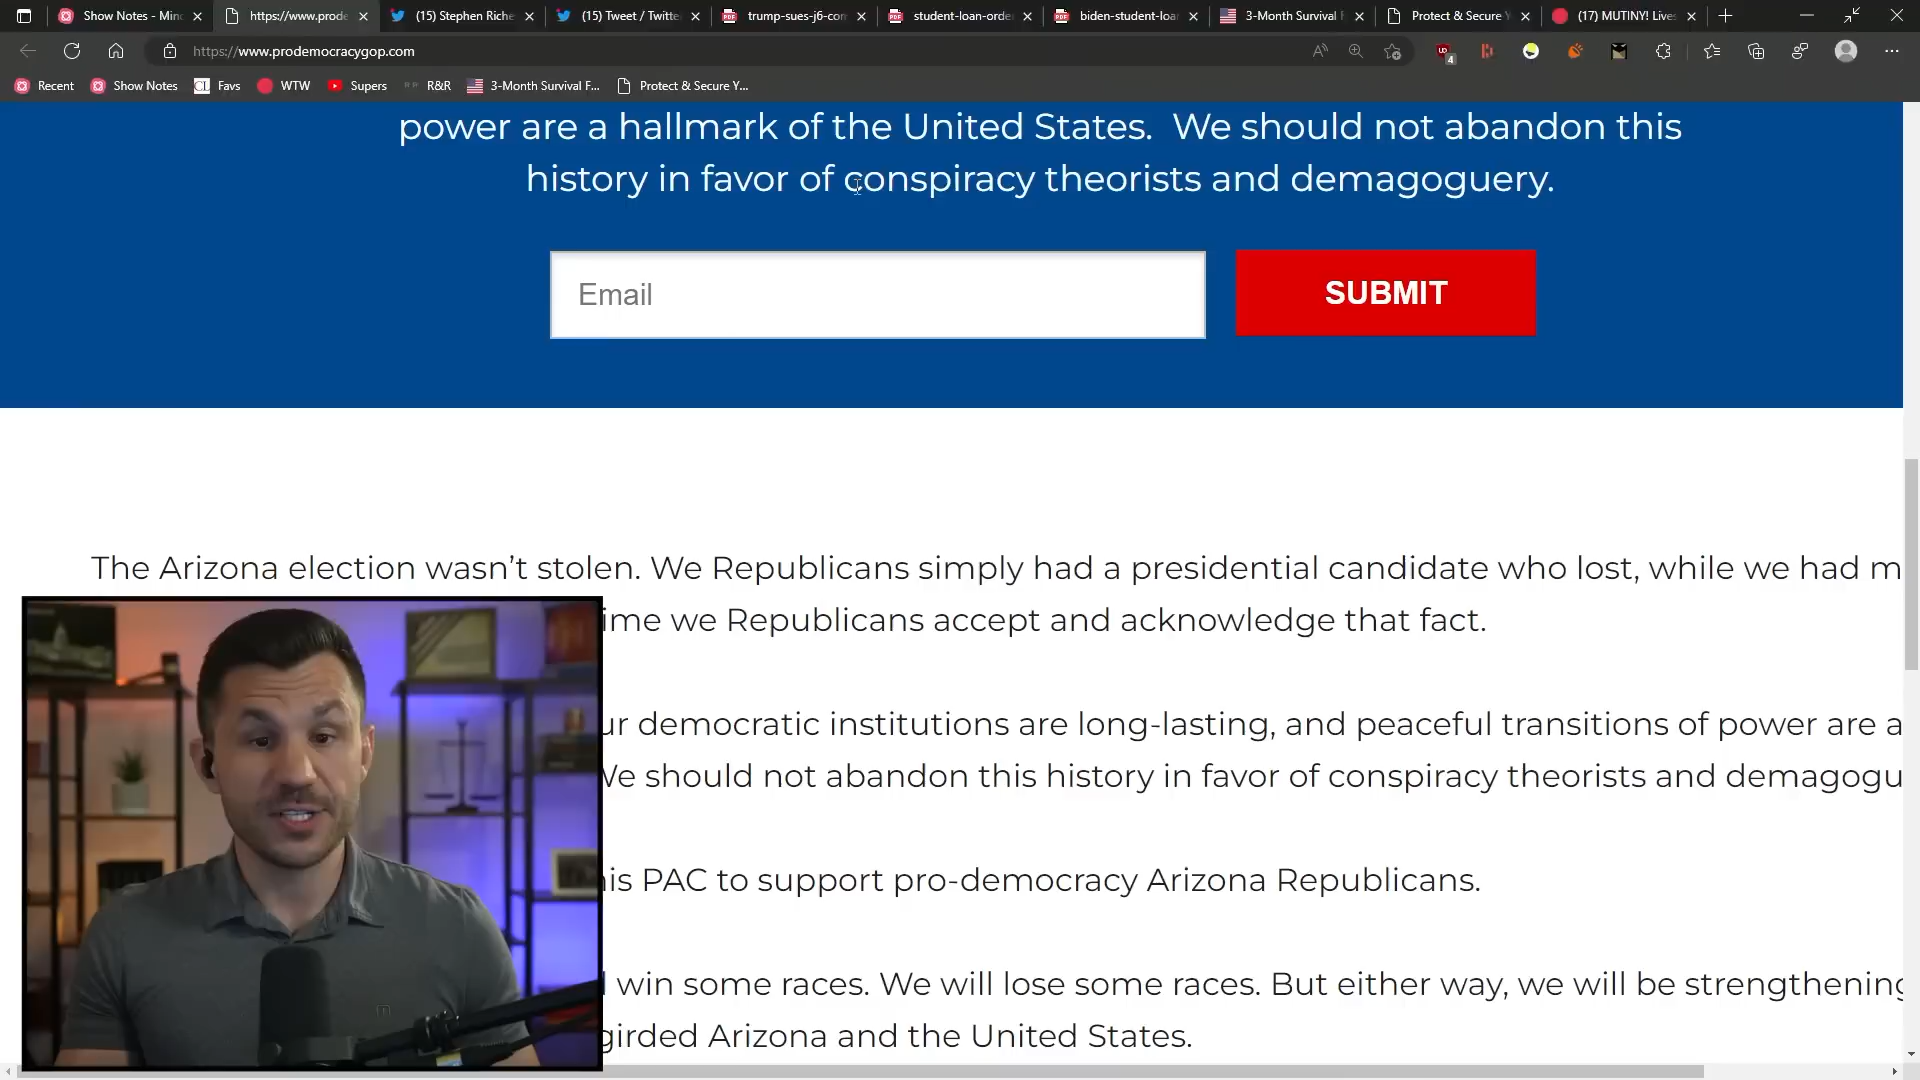 Show Notes - Minc
https://www.prode
(15) Stephen Riche
(15) Tweet / Twitte
trump-sues-j6-com
student-loan-orde
biden-student-loa
3-Month Survival F
Protect & Secure Y
(17) MUTINY! Lives
https://www.prodemocracygop.com
4
Recent
Show Notes
CL Favs
WTW
Supers
R&R
3-Month Survival F...
Protect & Secure Y...
power are a hallmark of the United States. We should not abandon this
history in favor of conspiracy theorists and demagoguery.
Email
SUBMIT
The Arizona election wasn't stolen. We Republicans simply had a presidential candidate who lost, while we had m
ime we Republicans accept and acknowledge that fact.
ur democratic institutions are long-lasting, and peaceful transitions of power are a
We should not abandon this history in favor of conspiracy theorists and demagogu
his PAC to support pro-democracy Arizona Republicans.
l win some races. We will lose some races. But either way, we will be strengthening
girded Arizona and the United States.